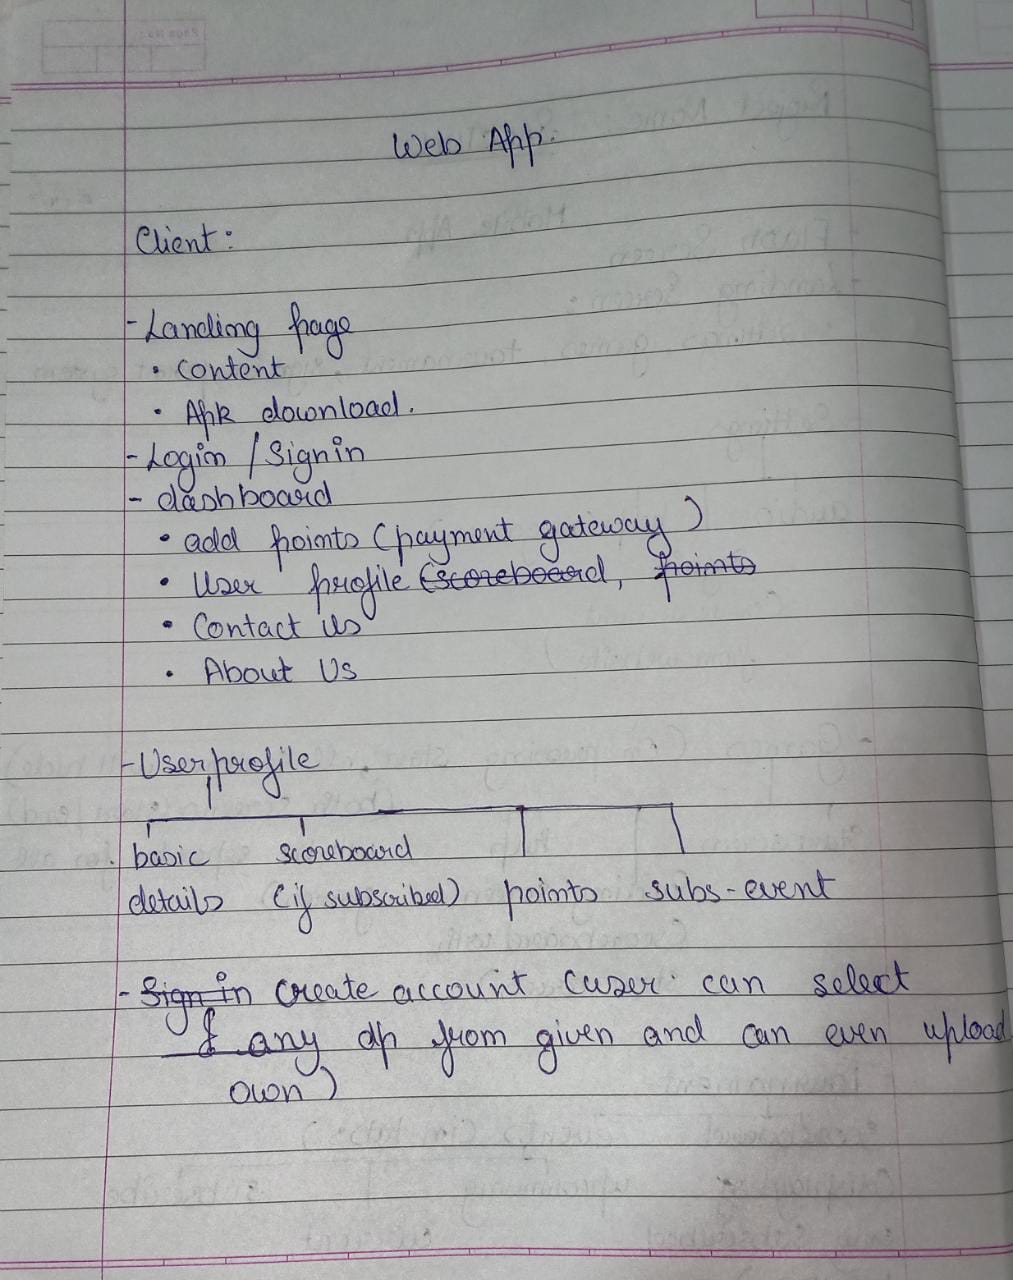 Web App.
Client:
- Landing page
• Content
• Apk download.
- Login / Signin
- dashboard
• add points (payment gateway)
• User profile (scoreboard, points
• Contact Us
• About Us
- User profile
basic scoreboard
details (if subscribed) points subs-event
- Sign in create account (user can select
any dp from given and can even upload
own)